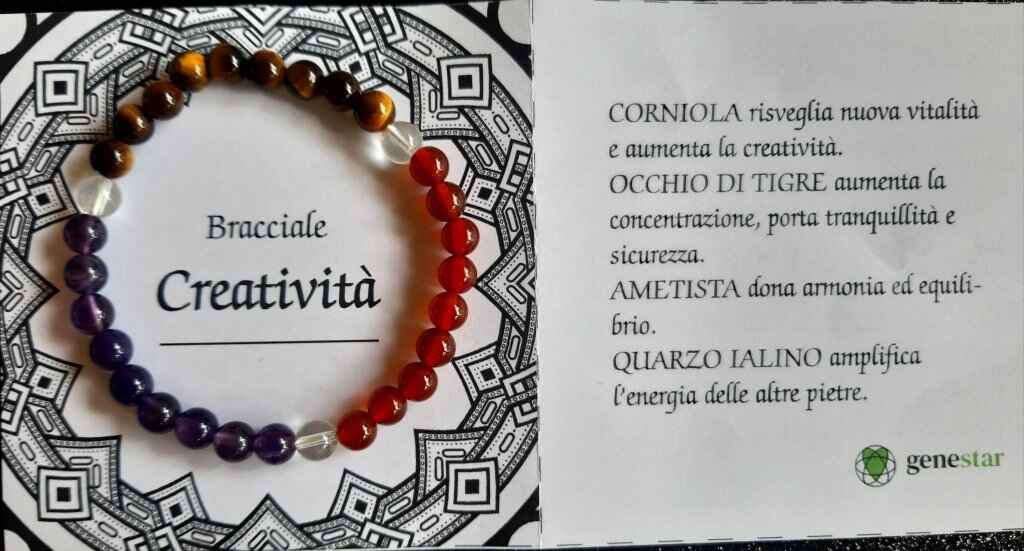 Bracciale
Creatività
CORNIOLA risveglia nuova vitalità
e aumenta la creatività.
OCCHIO DI TIGRE aumenta la
concentrazione, porta tranquillità e
sicurezza.
AMETISTA dona armonia ed equili-
brio.
QUARZO IALINO amplifica
l'energia delle altre pietre.
genestar